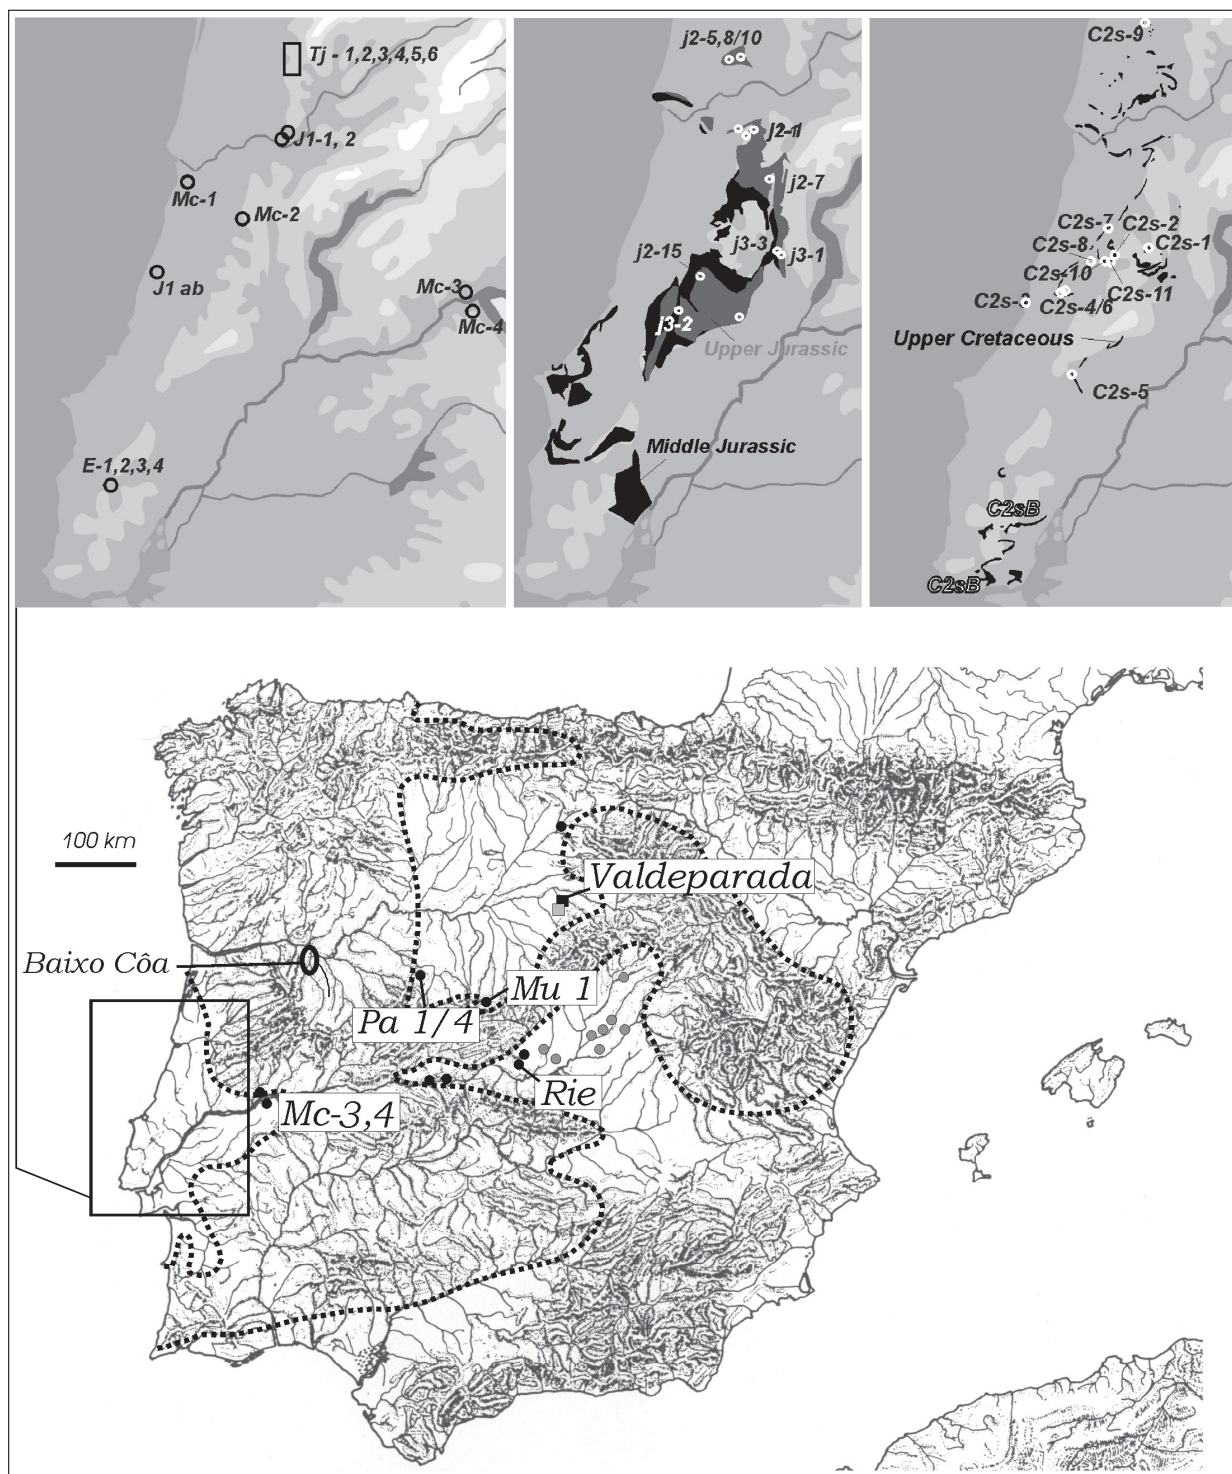 Tj - 1,2,3,4,5,6
J1-1, 2
Mc-1
Mc-2
J1 ab
Mc-3
Mc-4
E-1,2,3,4
j2-5,8/10
j2-7
j3-3
j3-1
j2-15
j3-2
Upper Jurassic
Middle Jurassic
C2s-9
C2s-7
C2s-2
C2s-8
C2s-1
C2s-10
C2s-11
C2s-4/6
Upper Cretaceous
C2s-5
C2sB
C2sB
100 km
Valdeparada
Baixo Côa
Mu 1
Pa 1/4
Rie
Mc-3,4